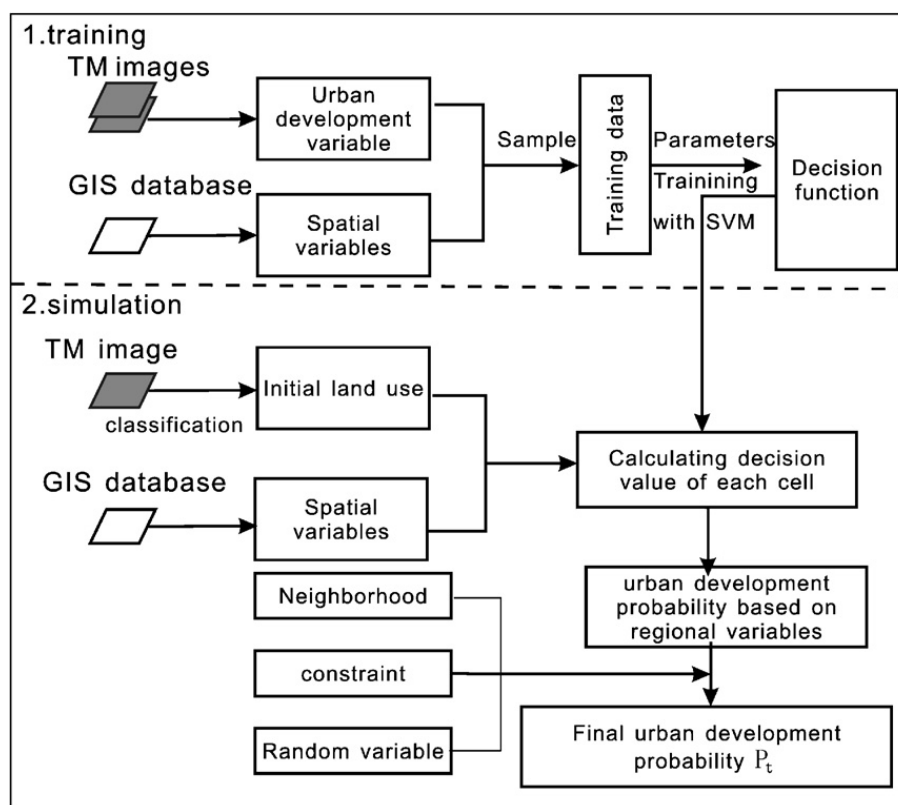 1.training
TM images
Urban
development
variable
GIS database
Spatial
variables
Sample
Training data
Parameters
Trainining
with SVM
Decision
function
2.simulation
TM image
classification
Initial land use
GIS database
Spatial
variables
Calculating decision
value of each cell
Neighborhood
constraint
Random variable
urban development
probability based on
regional variables
Final urban development
probability Pt